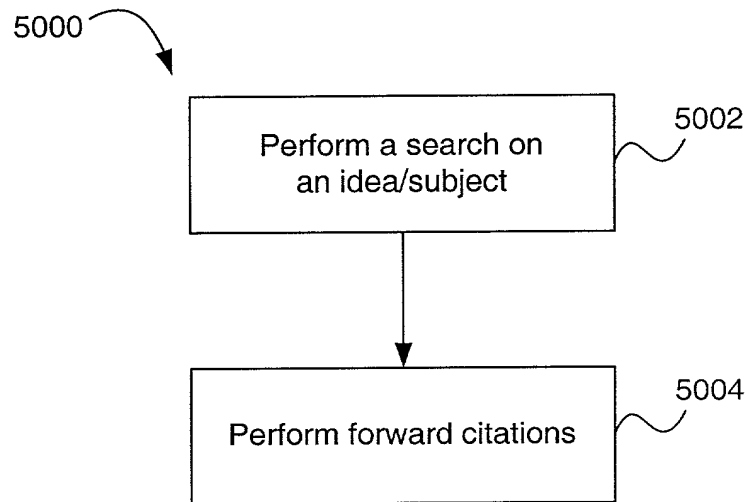 5000
5002
Perform a search on
an idea/subject
5004
Perform forward citations